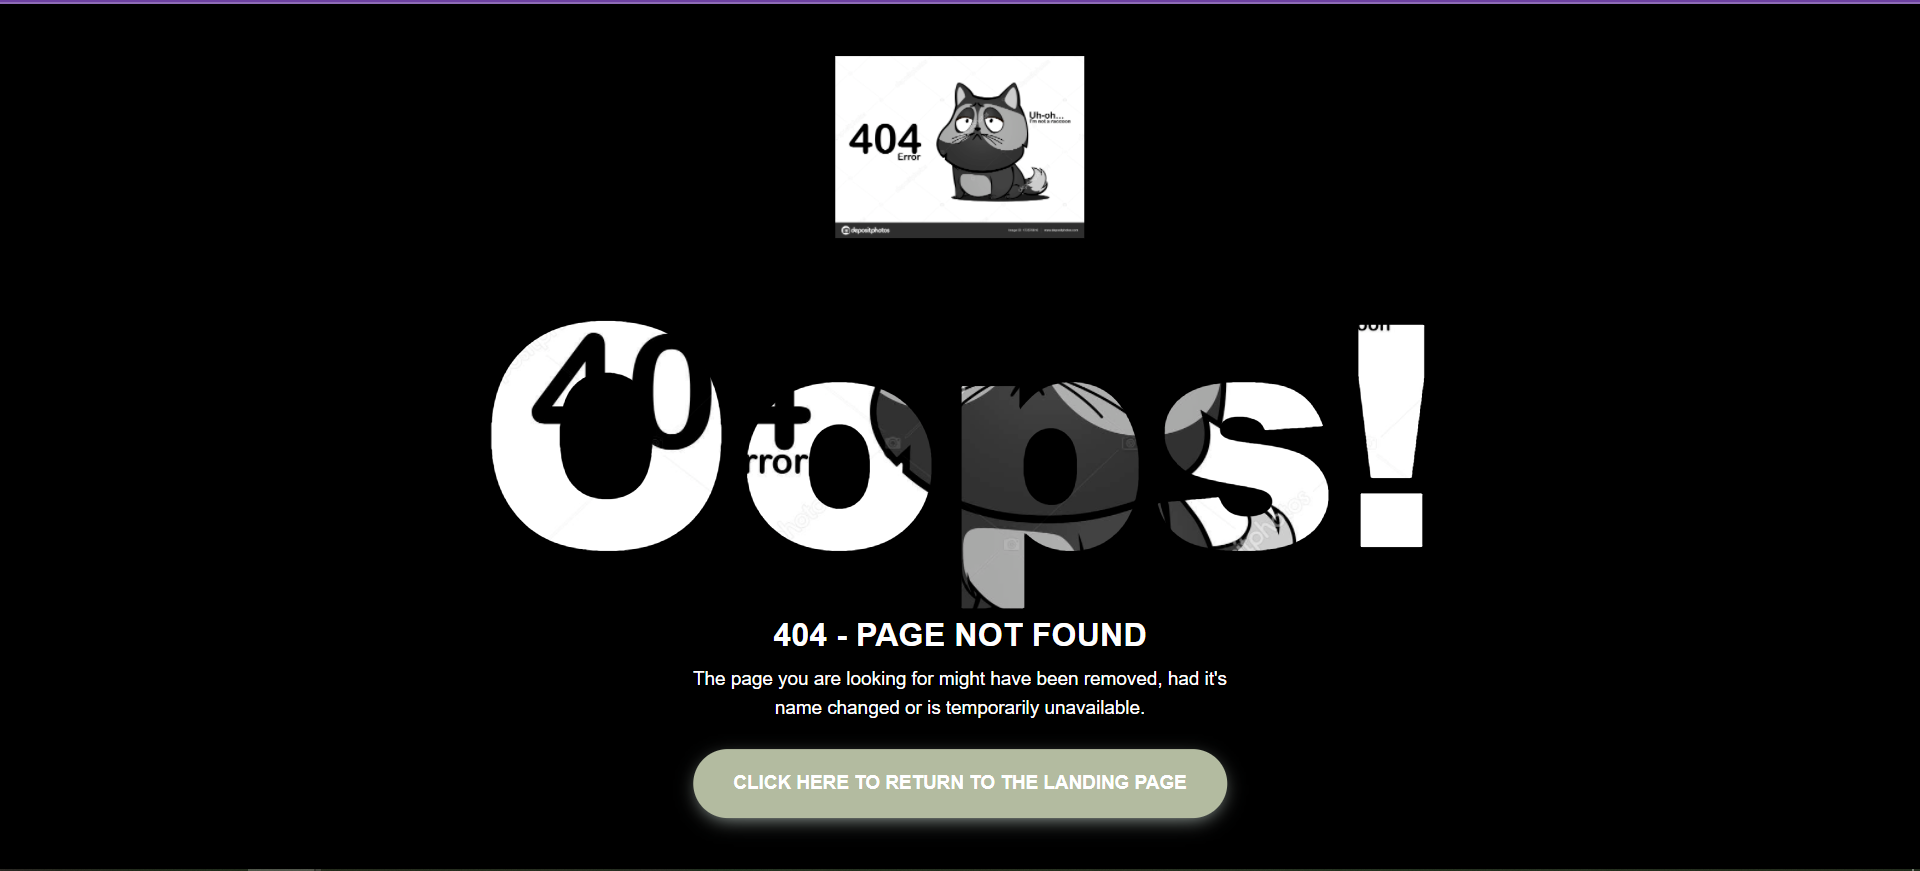 404
Error
Uh-oh...
I'm not a raccoon
depositphotos
Oops!
404 - PAGE NOT FOUND
The page you are looking for might have been removed, had it's
name changed or is temporarily unavailable.
CLICK HERE TO RETURN TO THE LANDING PAGE